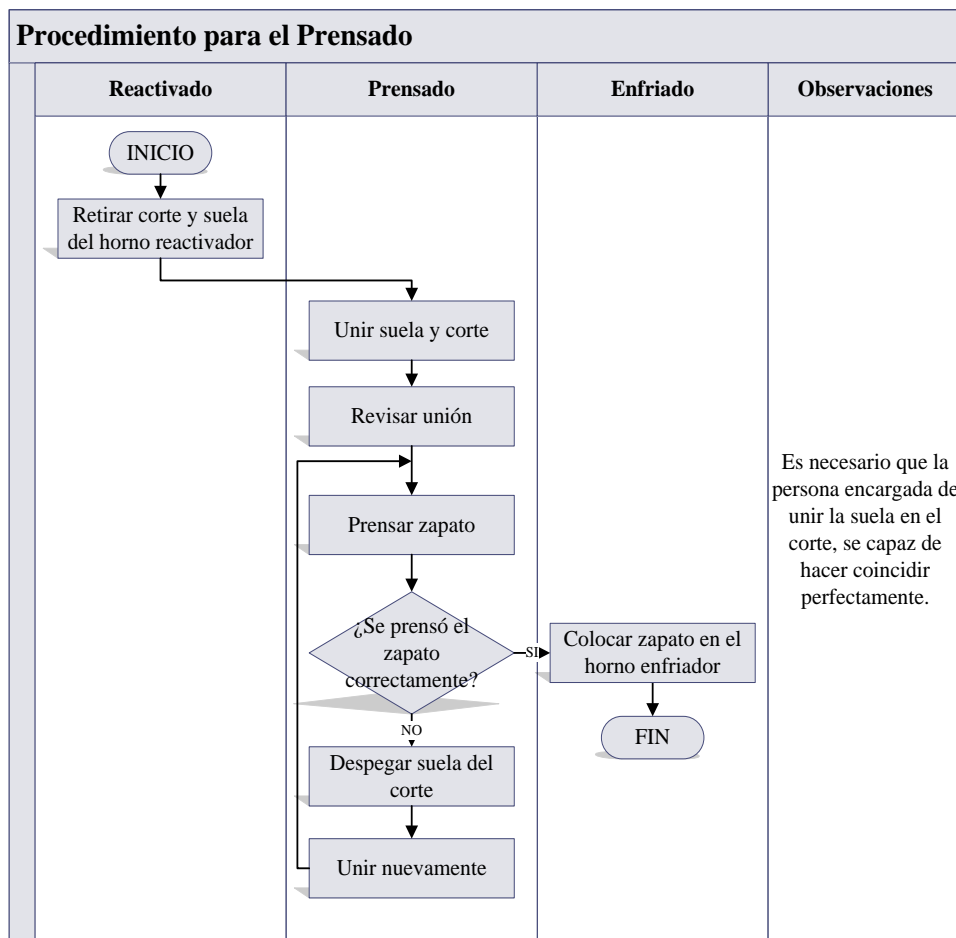 Procedimiento para el Prensado
Reactivado
Prensado
Enfriado
Observaciones
INICIO
Retirar corte y suela
del horno reactivador
Unir suela y corte
Revisar unión
Prensar zapato
¿Se prensó el
zapato
correctamente?
SI
Colocar zapato en el
horno enfriador
FIN
NO
Despegar suela del
corte
Unir nuevamente
Es necesario que la
persona encargada de
unir la suela en el
corte, se capaz de
hacer coincidir
perfectamente.